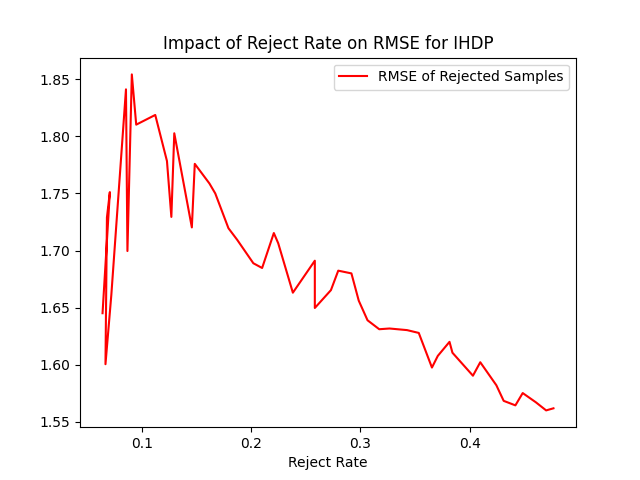 Impact of Reject Rate on RMSE for IHDP
RMSE of Rejected Samples
1.85
1.80
1.75
1.70
1.65
1.60
1.55
0.1 0.2 0.3 0.4
Reject Rate